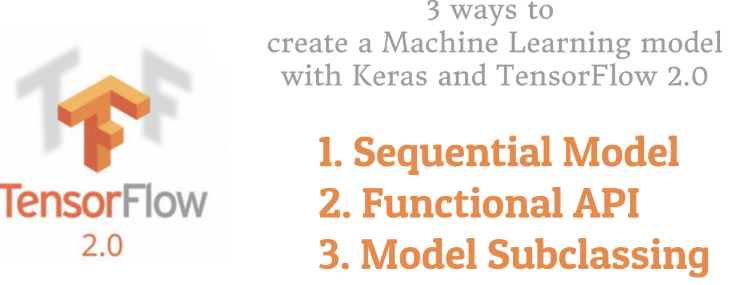 3 ways to
create a Machine Learning model
with Keras and TensorFlow 2.0
TensorFlow
2.0
1. Sequential Model
2. Functional API
3. Model Subclassing